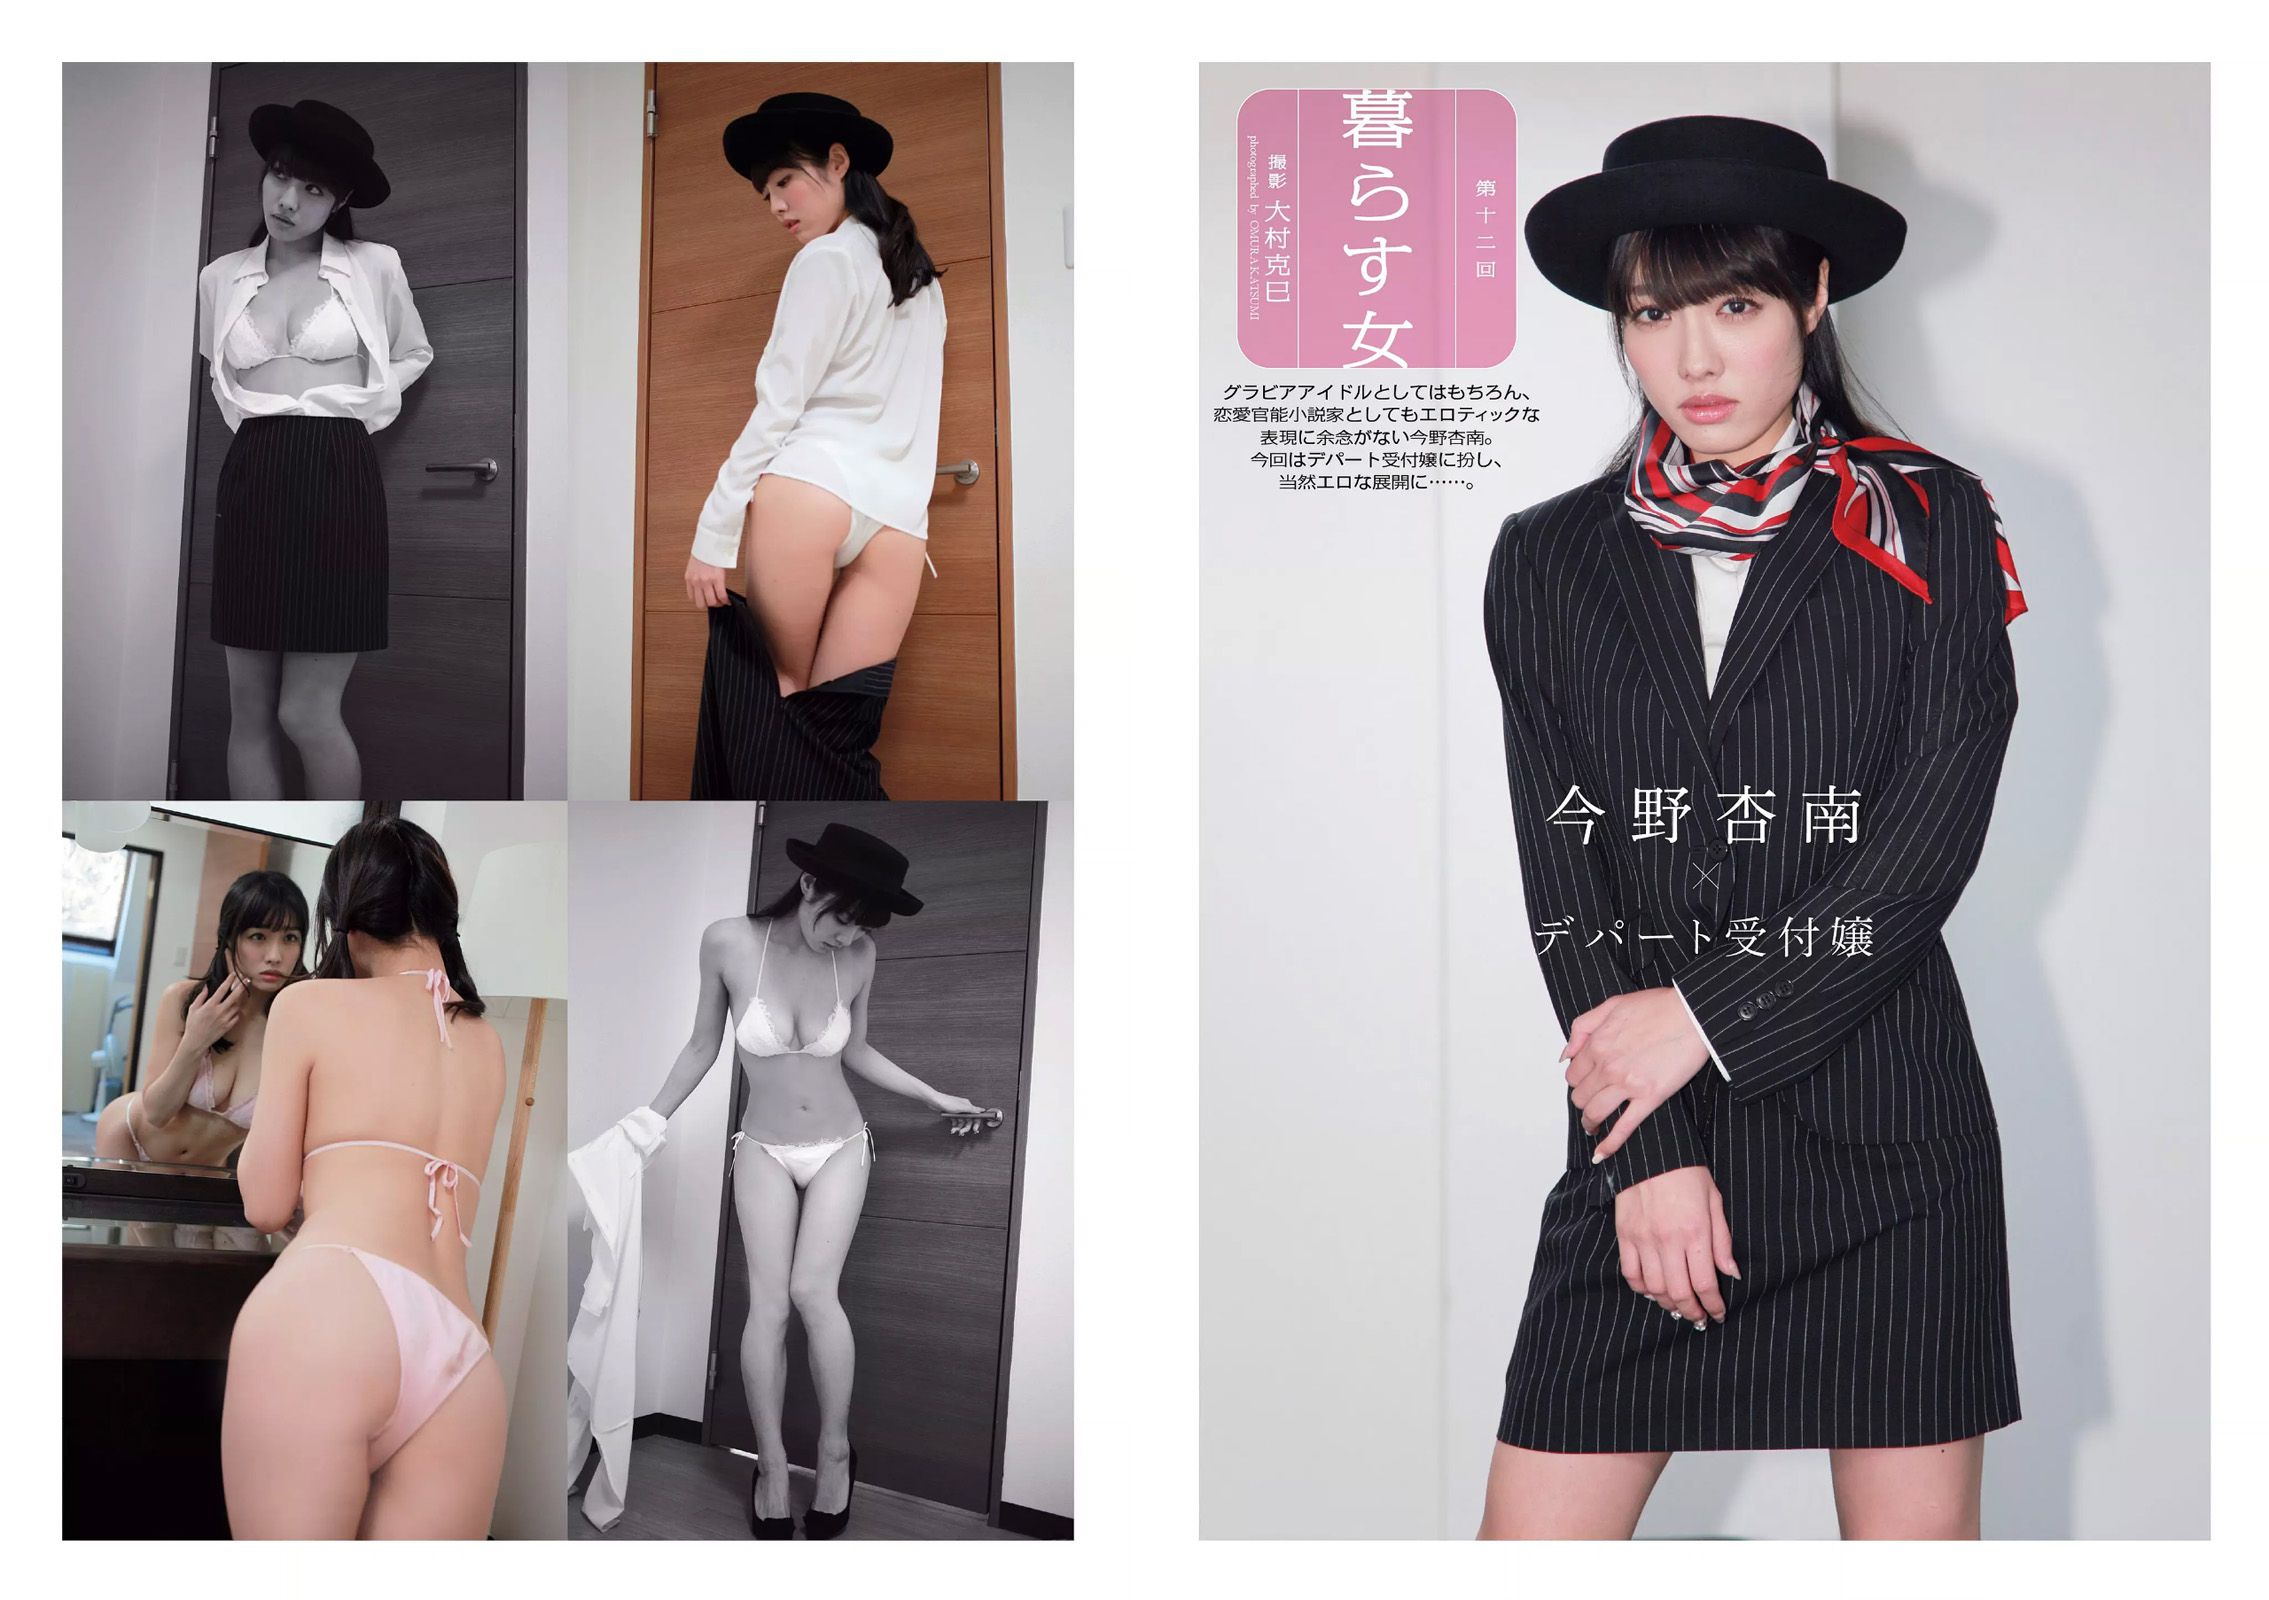 第十二回
暮らす女
撮影 大村克巳
photographed by OMURA KATSUMI
グラビアアイドルとしてはもちろん、
恋愛官能小説家としてもエロティックな
表現に余念がない今野杏南。
今回はデパート受付嬢に扮し、
当然エロな展開に……。
今野杏南
×
デパート受付嬢